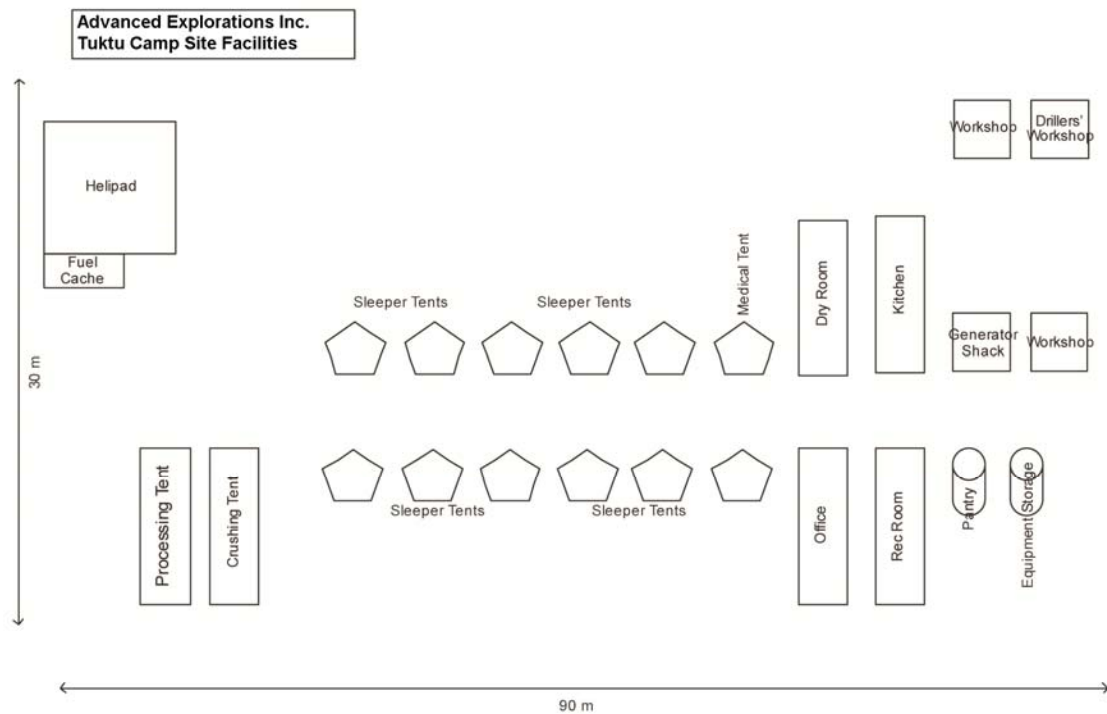 Advanced Explorations Inc.
Tuktu Camp Site Facilities
Workshop
Drillers'
Workshop
Helipad
Fuel
Cache
30 m
Sleeper Tents
Sleeper Tents
Medical Tent
Dry Room
Kitchen
Generator
Shack
Workshop
Processing Tent
Crushing Tent
Sleeper Tents
Sleeper Tents
Office
Rec Room
Pantry
Equipment Storage
90 m